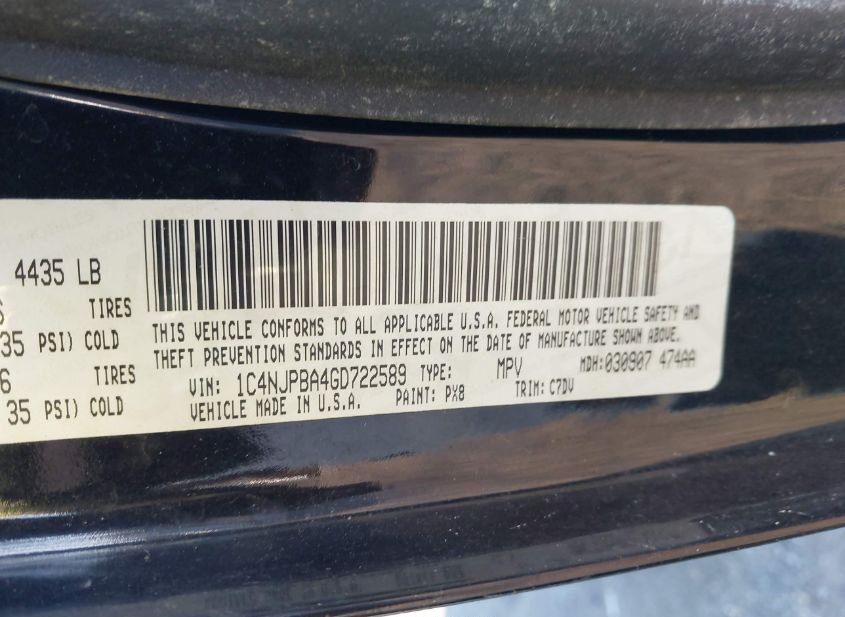 4435 LB
TIRES
35 PSI) COLD
TIRES
35 PSI) COLD
THIS VEHICLE CONFORMS TO ALL APPLICABLE U.S.A. FEDERAL MOTOR VEHICLE SAFETY AND
THEFT PREVENTION STANDARDS IN EFFECT ON THE DATE OF MANUFACTURE SHOWN ABOVE.
VIN: 1C4NJPBA4GD722589 TYPE: MPV MDH:030907 474AA
VEHICLE MADE IN U.S.A. PAINT: PX8 TRIM: C7DV